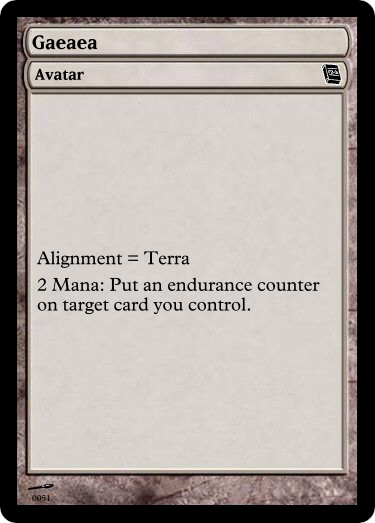 Gaeaea
Avatar
Alignment = Terra
2 Mana: Put an endurance counter
on target card you control.
0051